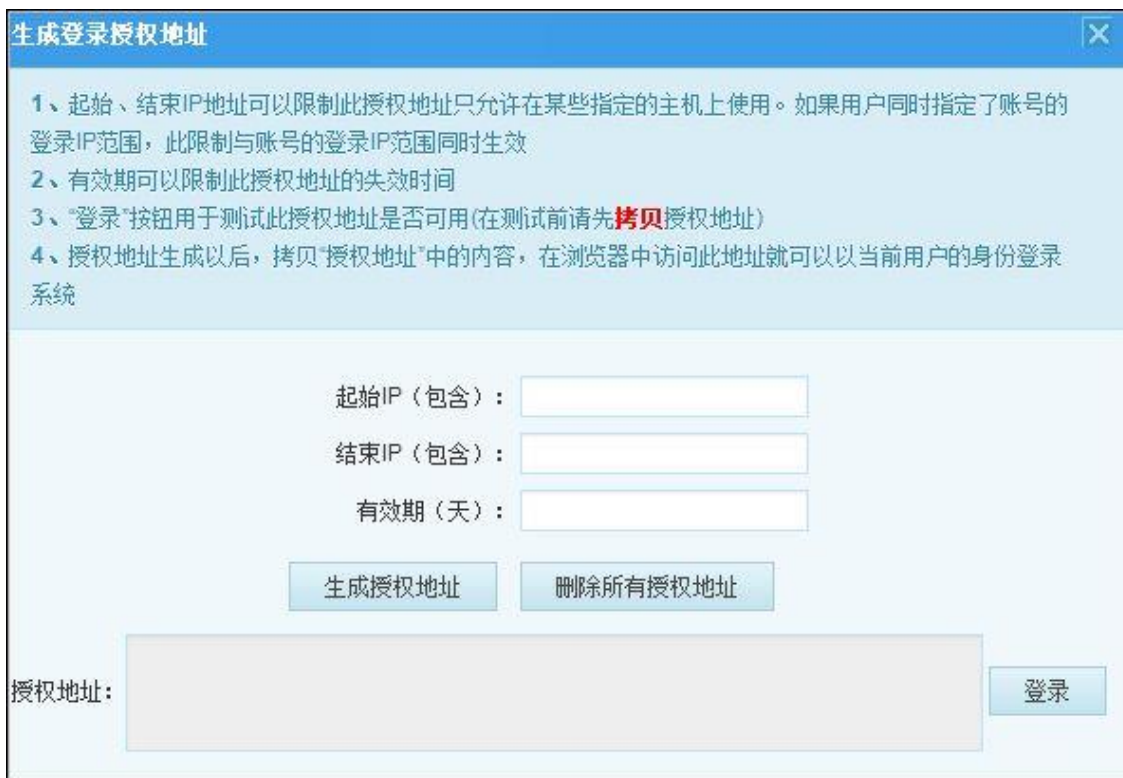 生成登录授权地址
1、起始、结束IP地址可以限制此授权地址只允许在某些指定的主机上使用。如果用户同时指定了账号的
登录IP范围，此限制与账号的登录IP范围同时生效
2、有效期可以限制此授权地址的失效时间
3、“登录”按钮用于测试此授权地址是否可用(在测试前请先拷贝授权地址)
4、授权地址生成以后，拷贝“授权地址”中的内容，在浏览器中访问此地址就可以以当前用户的身份登录
系统
起始IP（包含）：
结束IP（包含）：
有效期（天）：
生成授权地址 删除所有授权地址
授权地址： 登录